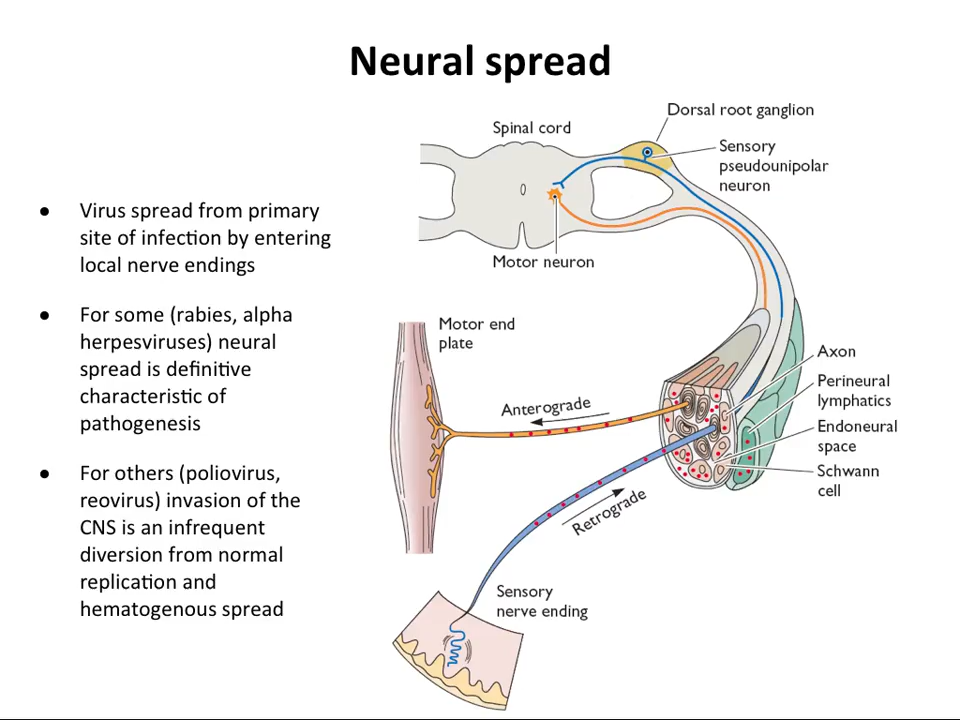 Neural spread
● Virus spread from primary
site of infection by entering
local nerve endings
● For some (rabies, alpha
herpesviruses) neural
spread is definitive
characteristic of
pathogenesis
● For others (poliovirus,
reovirus) invasion of the
CNS is an infrequent
diversion from normal
replication and
hematogenous spread
Dorsal root ganglion
Spinal cord
Sensory
pseudounipolar
neuron
Motor neuron
Motor end
plate
Axon
Perineural
lymphatics
Endoneural
space
Schwann
cell
Anterograde
Retrograde
Sensory
nerve ending